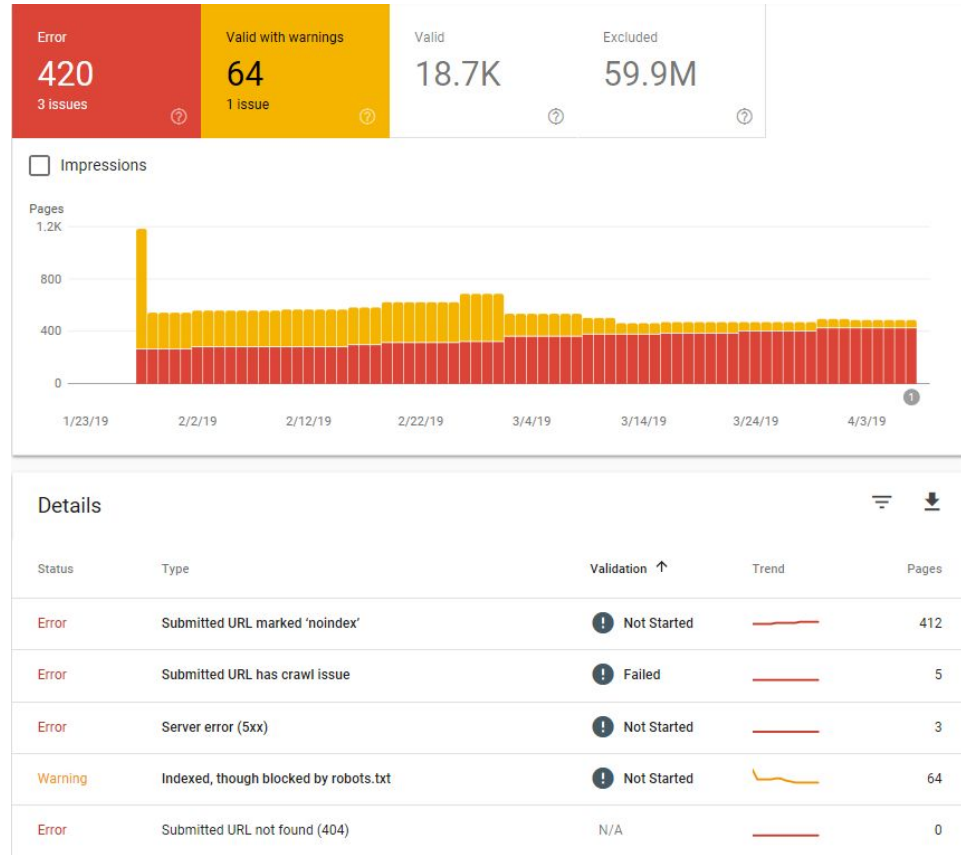 Error Valid with warnings Valid Excluded
420 64 18.7K 59.9M
3 issues 1 issue
Impressions
Pages
1.2K
800
400
0
1
1/23/19 2/2/19 2/12/19 2/22/19 3/4/19 3/14/19 3/24/19 4/3/19
Details
Status Type Validation Trend Pages
Error Submitted URL marked ‘noindex’ Not Started 412
Error Submitted URL has crawl issue Failed 5
Error Server error (5xx) Not Started 3
Warning Indexed, though blocked by robots.txt Not Started 64
Error Submitted URL not found (404) N/A 0